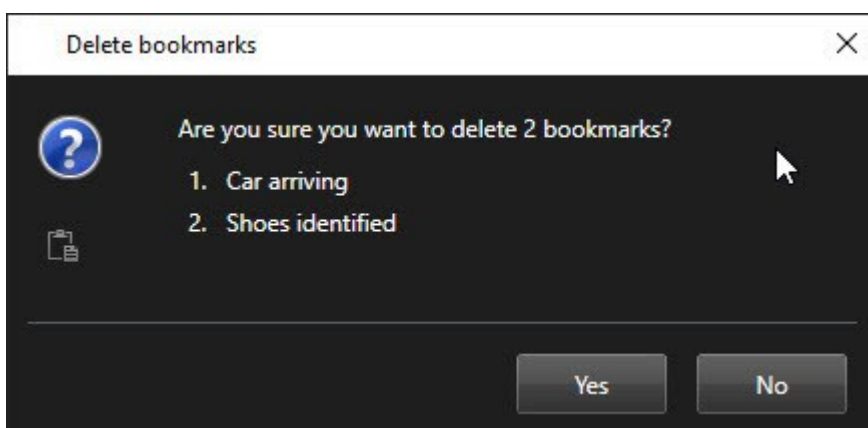 Delete bookmarks
Are you sure you want to delete 2 bookmarks?
1. Car arriving
2. Shoes identified
Yes No